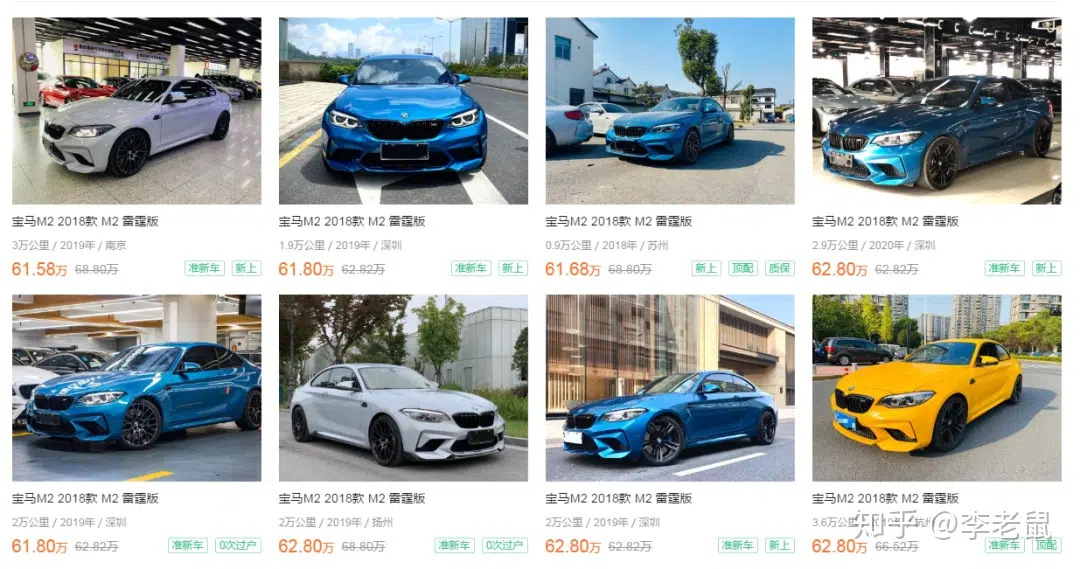 宝马M2 2018款 M2 雷霆版
3万公里 / 2019年 / 南京
61.58万 68.80万 准新车 新上
宝马M2 2018款 M2 雷霆版
1.9万公里 / 2019年 / 深圳
61.80万 62.82万 准新车 新上
宝马M2 2018款 M2 雷霆版
0.9万公里 / 2018年 / 苏州
61.68万 68.80万 新上 顶配 质保
宝马M2 2018款 M2 雷霆版
2.9万公里 / 2020年 / 深圳
62.80万 62.82万 准新车 新上
宝马M2 2018款 M2 雷霆版
2万公里 / 2019年 / 深圳
61.80万 62.82万 准新车 0次过户
宝马M2 2018款 M2 雷霆版
2万公里 / 2019年 / 扬州
62.80万 68.80万 准新车 0次过户
宝马M2 2018款 M2 雷霆版
2万公里 / 2019年 / 深圳
62.80万 62.82万 准新车 新上
宝马M2 2018款 M2 雷霆版
3.6万公里 / 2019年 / 杭州
62.80万 66.52万 准新车 顶配
知乎 @李老鼠